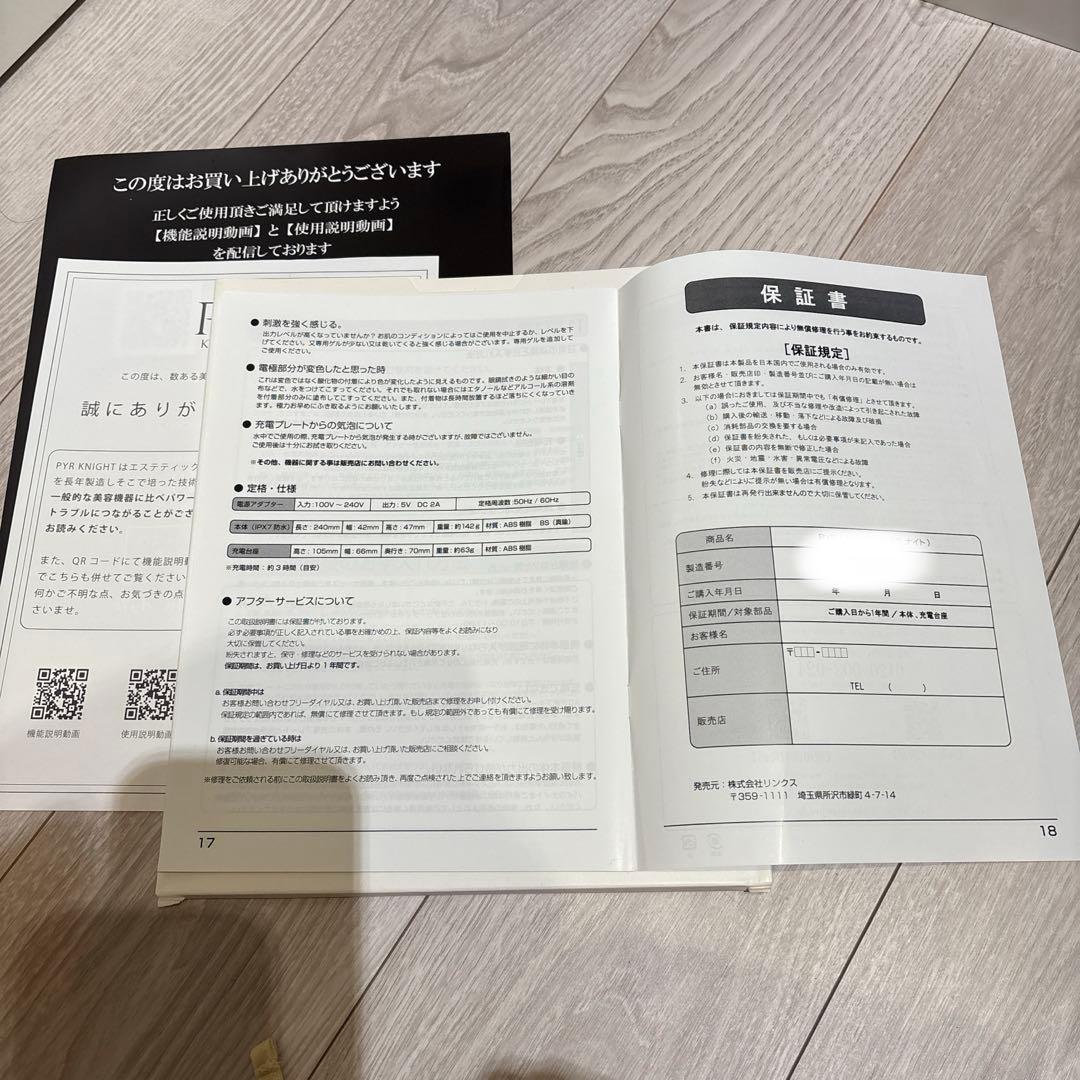 この度はお買い上げありがとうございます
正しくご使用頂きご満足して頂けますよう
【機能説明動画】と【使用説明動画】
を配信しております
この度は、数ある美
誠にありが
PYR KNIGHT はエステティック
を長年製造しそこで培った技術
一般的な美容機器に比べパワー
トラブルにつながることがござ
お読みください。
また、QR コードにて機能説明動
でこちらも併せてご覧ください
何かご不明な点、お気づきの点
さいませ。
機能説明動画
使用説明動画
● 刺激を強く感じる。
出力レベルが高くなっていませんか？お肌のコンディションによってはご使用を中止するか、レベルを下
げてください。又専用ゲルが少ない又は乾いてくると強く感じる場合がございます。専用ゲルを追加して
ご使用ください。
● 電極部分が変色したと思った時
これは変色ではなく酸化物の付着により色が変化したように見えるものです。眼鏡拭きのような細かい目の
布などで、水をつけてこすってください。それでも取れない場合にはエタノールなどアルコール系の溶剤
を付着部分のみに塗布してこすってください。また、付着物は長時間放置するほど落ちにくくなっていき
ます。極力お早めにふき取るようにお願いいたします。
● 充電プレートからの気泡について
水中でご使用の際、充電プレートから気泡が発生する時がございますが、故障ではございません。
ご使用後は十分にお拭き取りください。
※その他、機器に関する事は販売店にお問い合わせください。
● 定格・仕様
電源アダプター 入力：100V～240V 出力：5V DC 2A 定格周波数：50Hz / 60Hz
本体（IPX7 防水） 長さ：240mm 幅：42mm 高さ：47mm 重量：約142g 材質：ABS 樹脂 BS（真鍮）
充電台座 高さ：105mm 幅：66mm 奥行き：70mm 重量：約63g 材質：ABS 樹脂
※充電時間：約３時間（目安）
● アフターサービスについて
この取扱説明書には保証書が付いております。
必ず必要事項が正しく記入されている事をお確かめの上、保証内容等をよくお読みになり
大切に保管してください。
紛失されますと、保守・修理などのサービスを受けられない場合があります。
保証期間は、お買い上げ日より１年間です。
a. 保証期間中は
お客様お問い合わせフリーダイヤル又は、お買い上げ頂いた販売店まで修理をお申し付けください。
保証規定の範囲内であれば、無償にて修理させて頂きます。もし規定の範囲外であっても有償にて修理を受け賜ります。
b. 保証期間を過ぎている時は
お客様お問い合わせフリーダイヤル又は、お買い上げ頂いた販売店にご相談ください。
修復可能な場合、有償にて修理させて頂きます。
※修理をご依頼される前にこの取扱説明書をよくお読み頂き、再度ご点検された上でご連絡を頂きますようお願い致します。
17
保証書
本書は、保証規定内容により無償修理を行う事をお約束するものです。
[保証規定]
1. 本保証書は本製品を日本国内でご使用される場合のみ有効です。
2. お客様名・販売店印・製造番号並びにご購入年月日の記載が無い場合は
無効とさせて頂きます。
3. 以下の場合におきましては保証期間中でも「有償修理」とさせて頂きます。
（a）誤ったご使用、及び不当な修理や改造によって引き起こされた故障
（b）購入後の輸送・移動・落下などによる故障及び破損
（c）消耗部品の交換を要する場合
（d）保証書を紛失された、もしくは必要事項が未記入であった場合
（e）保証書の内容を無断で修正した場合
（f）火災・地震・水害・異常電圧などによる故障
4. 修理に際しては本保証書を販売店にご提示ください。
紛失などによりご提示が無い場合は有償修理となります。
5. 本保証書は再発行出来ませんので大切に保管してください。
商品名 ナイト）
製造番号
ご購入年月日 年 月 日
保証期間/対象部品 ご購入日から1年間 / 本体、充電台座
お客様名
ご住所 〒□□□-□□□□
TEL （ ）
販売店
発売元：株式会社リンクス
〒359-1111 埼玉県所沢市緑町 4-7-14
18